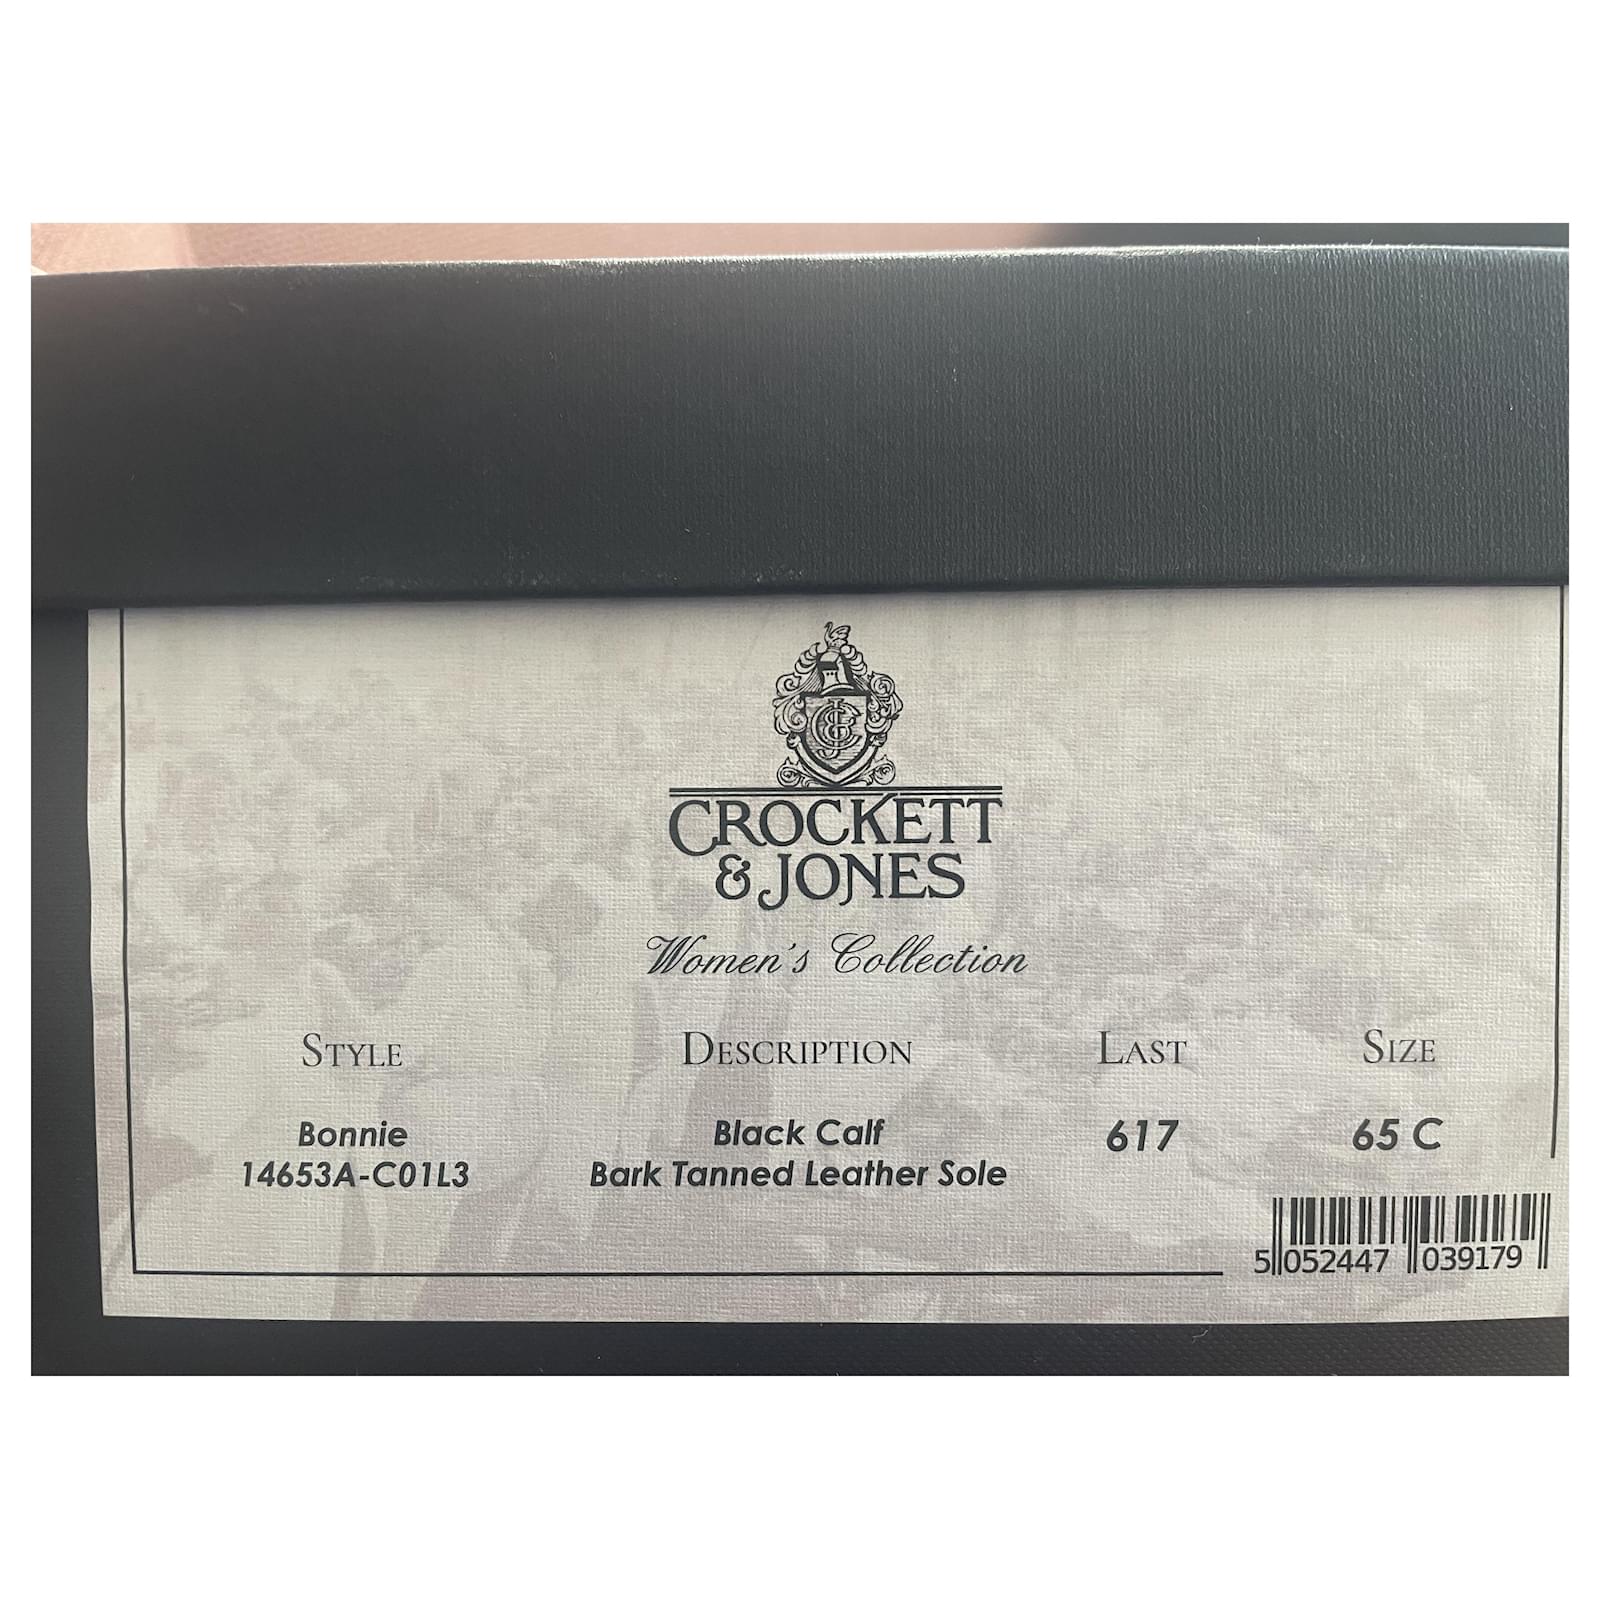 CROCKETT
& JONES
Women's Collection
STYLE DESCRIPTION LAST SIZE
Bonnie Black Calf 617 65 C
14653A-C01L3 Bark Tanned Leather Sole
5 052447 039179